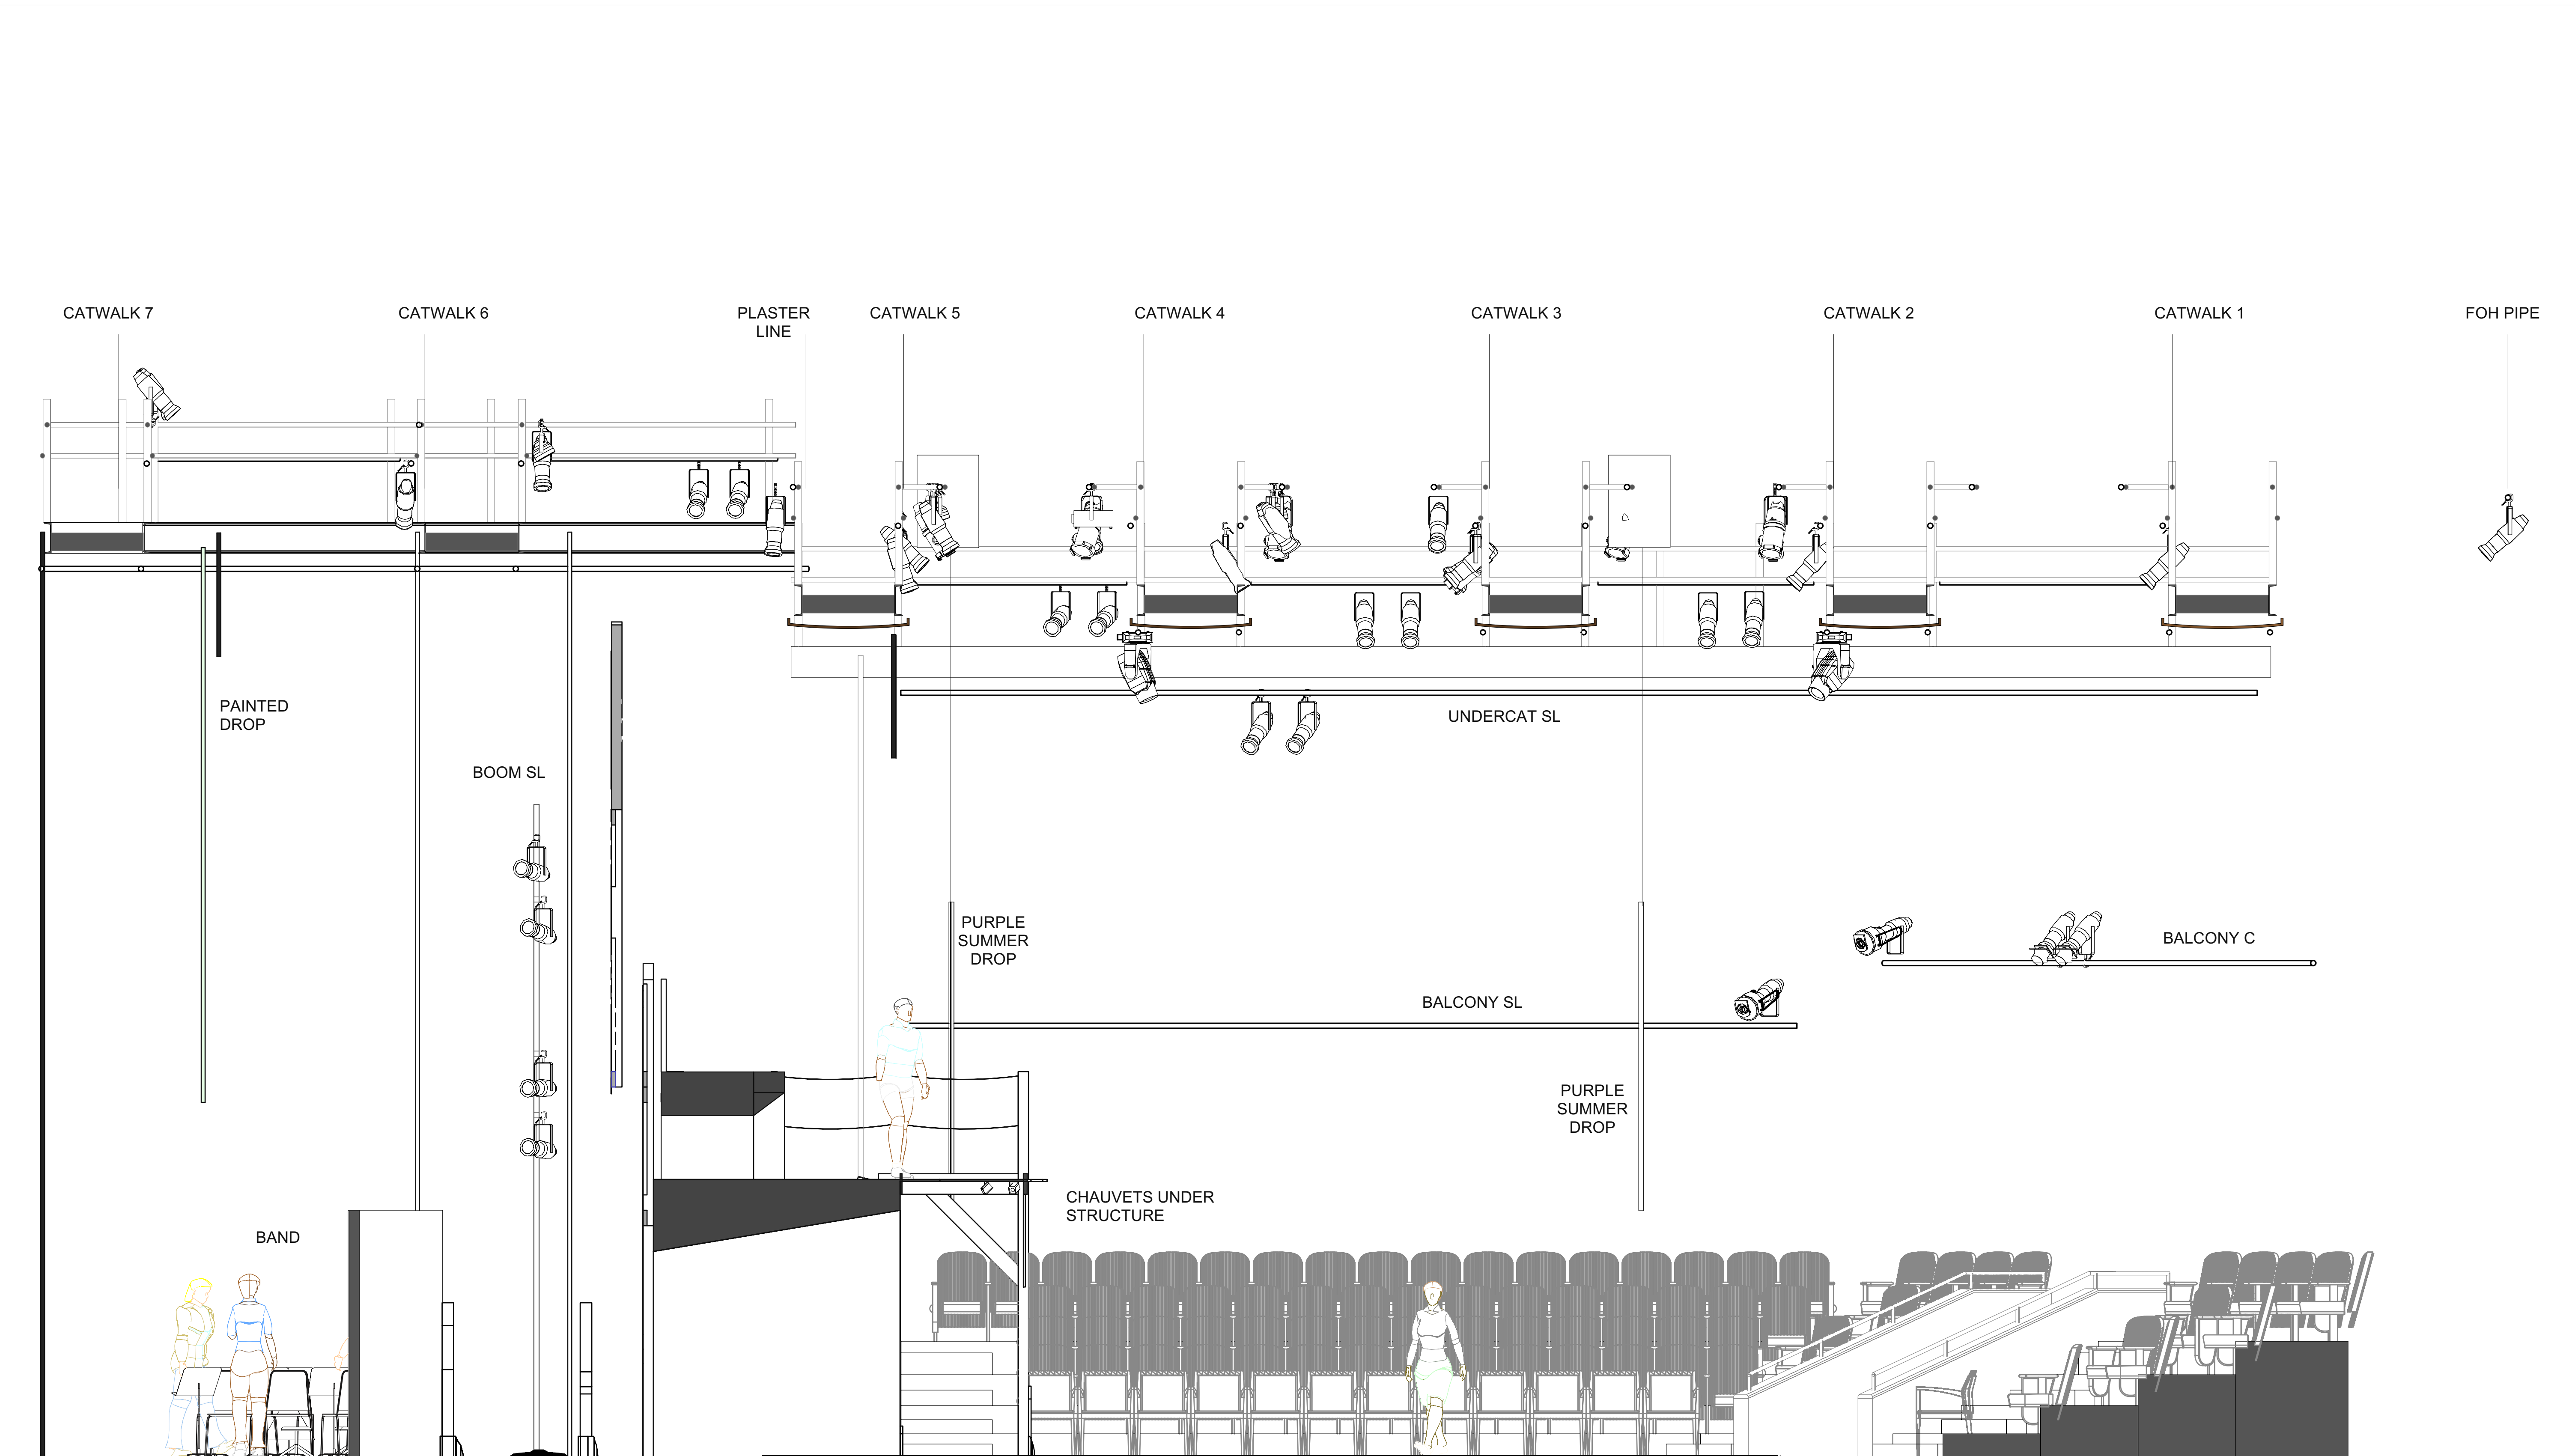 CATWALK 7
CATWALK 6
PLASTER
LINE
CATWALK 5
CATWALK 4
CATWALK 3
CATWALK 2
CATWALK 1
FOH PIPE
PAINTED
DROP
UNDERCAT SL
BOOM SL
PURPLE
SUMMER
DROP
BALCONY C
BALCONY SL
PURPLE
SUMMER
DROP
CHAUVETS UNDER
STRUCTURE
BAND